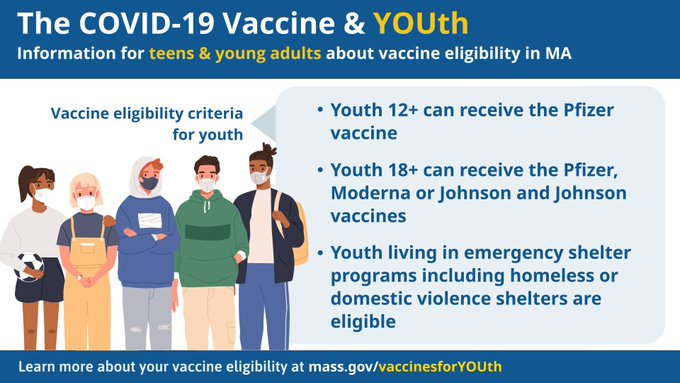 The COVID-19 Vaccine & YOUth
Information for teens & young adults about vaccine eligibility in MA
Vaccine eligibility criteria
for youth
• Youth 12+ can receive the Pfizer
vaccine
• Youth 18+ can receive the Pfizer,
Moderna or Johnson and Johnson
vaccines
• Youth living in emergency shelter
programs including homeless or
domestic violence shelters are
eligible
Learn more about your vaccine eligibility at mass.gov/vaccinesforYOUth